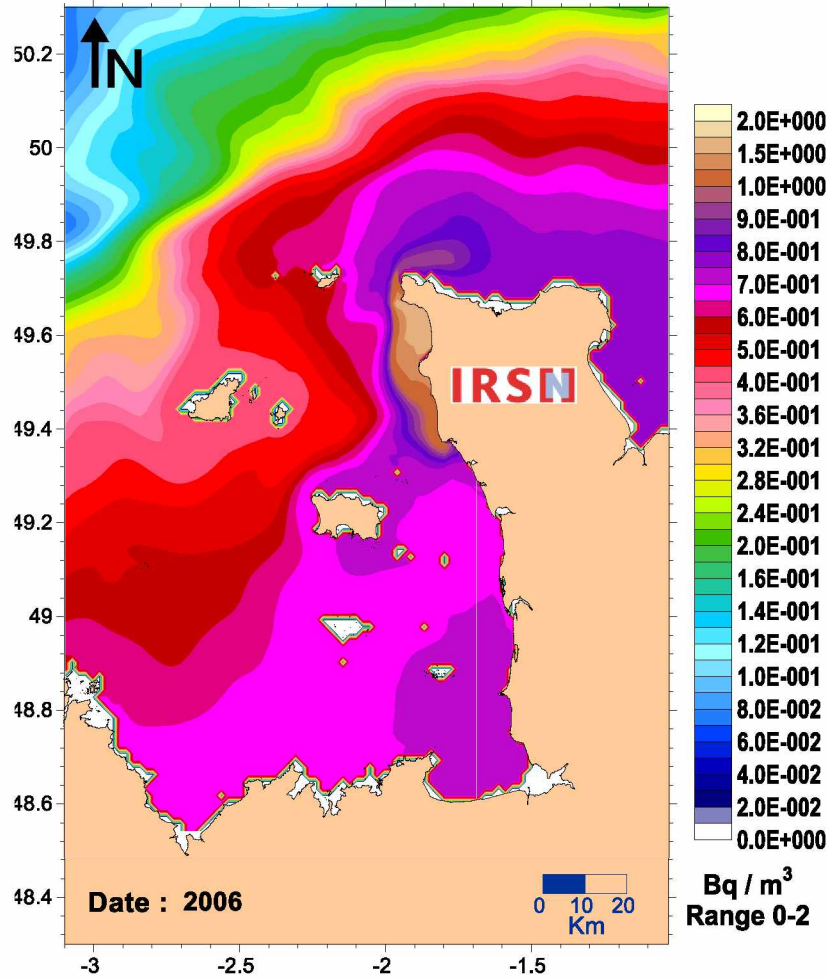 50.2
50
49.8
49.6
49.4
49.2
49
48.8
48.6
48.4
-3
-2.5
-2
-1.5
N
IRSN
Date : 2006
0 10 20
Km
2.0E+000
1.5E+000
1.0E+000
9.0E-001
8.0E-001
7.0E-001
6.0E-001
5.0E-001
4.0E-001
3.6E-001
3.2E-001
2.8E-001
2.4E-001
2.0E-001
1.6E-001
1.2E-001
1.0E-001
8.0E-002
6.0E-002
4.0E-002
2.0E-002
0.0E+000
Bq / m³
Range 0-2